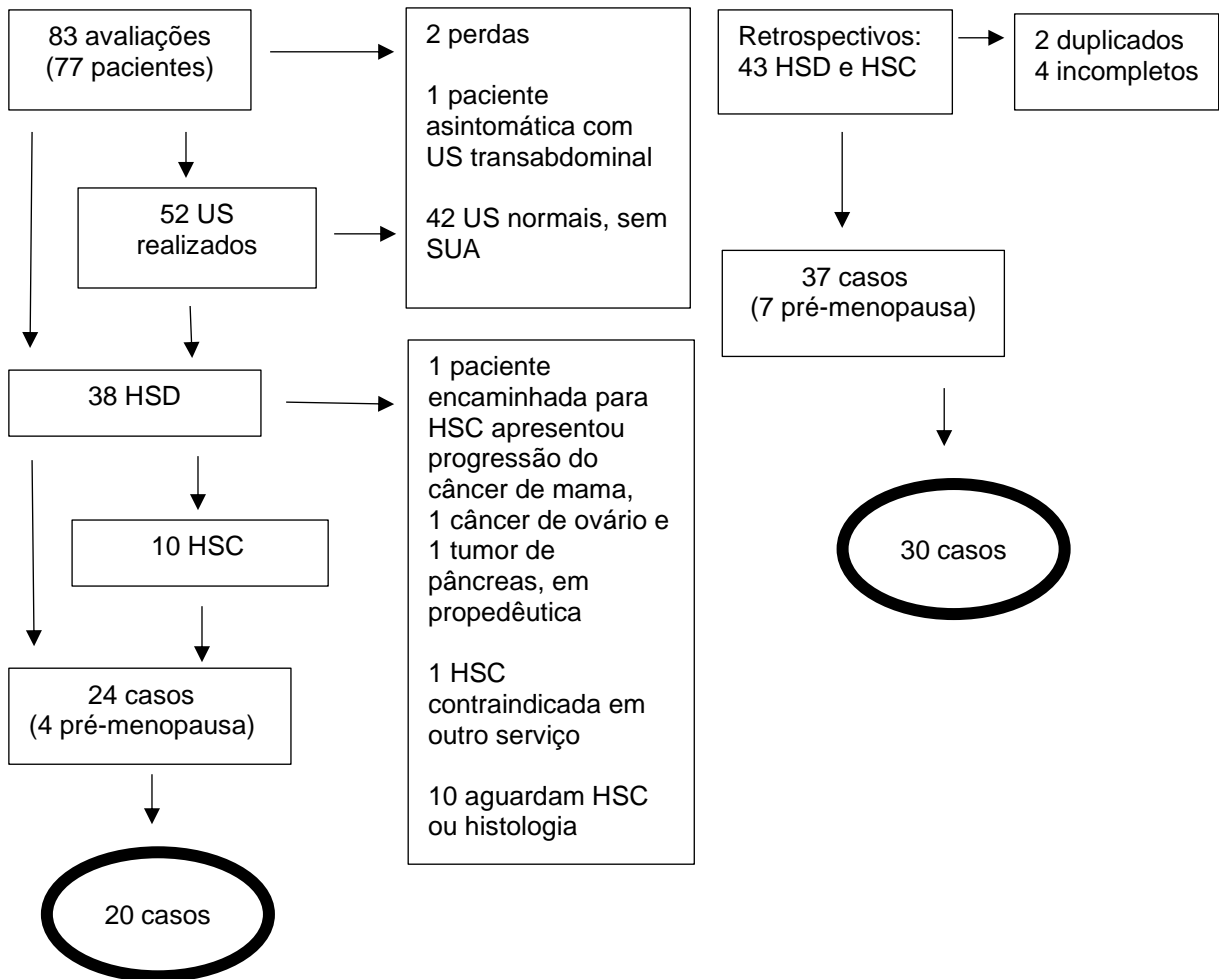 83 avaliações
(77 pacientes)
2 perdas
1 paciente
asintomática com
US transabdominal
42 US normais, sem
SUA
52 US
realizados
38 HSD
1 paciente
encaminhada para
HSC apresentou
progressão do
câncer de mama,
1 câncer de ovário e
1 tumor de
pâncreas, em
propedêutica
1 HSC
contraindicada em
outro serviço
10 aguardam HSC
ou histologia
10 HSC
24 casos
(4 pré-menopausa)
20 casos
Retrospectivos:
43 HSD e HSC
2 duplicados
4 incompletos
37 casos
(7 pré-menopausa)
30 casos